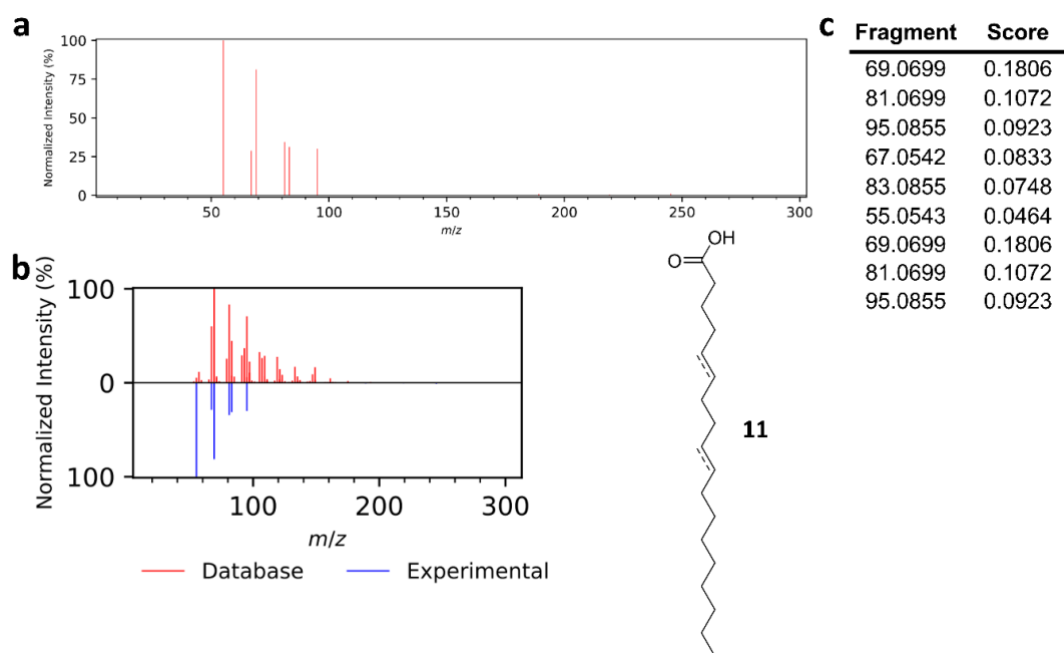 a
Normalized Intensity (%)
100
75
50
25
0
50
100
150
200
250
300
m/z
b
Normalized Intensity (%)
100
0
100
100
200
300
m/z
Database
Experimental
OH
O
11
c
Fragment Score
69.0699 0.1806
81.0699 0.1072
95.0855 0.0923
67.0542 0.0833
83.0855 0.0748
55.0543 0.0464
69.0699 0.1806
81.0699 0.1072
95.0855 0.0923